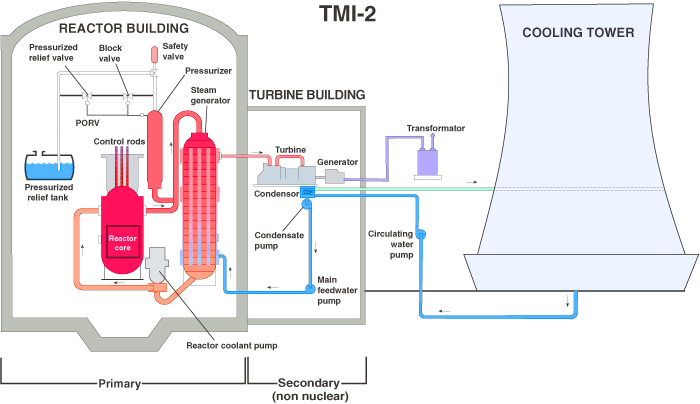 TMI-2
REACTOR BUILDING
COOLING TOWER
Pressurized
relief valve
Block
valve
Safety
valve
Pressurizer
Steam
generator
TURBINE BUILDING
PORV
Control rods
Turbine
Transformator
Generator
Pressurized
relief tank
Condensor
Reactor
core
Condensate
pump
Circulating
water
pump
Main
feedwater
pump
Reactor coolant pump
Primary
Secondary
(non nuclear)